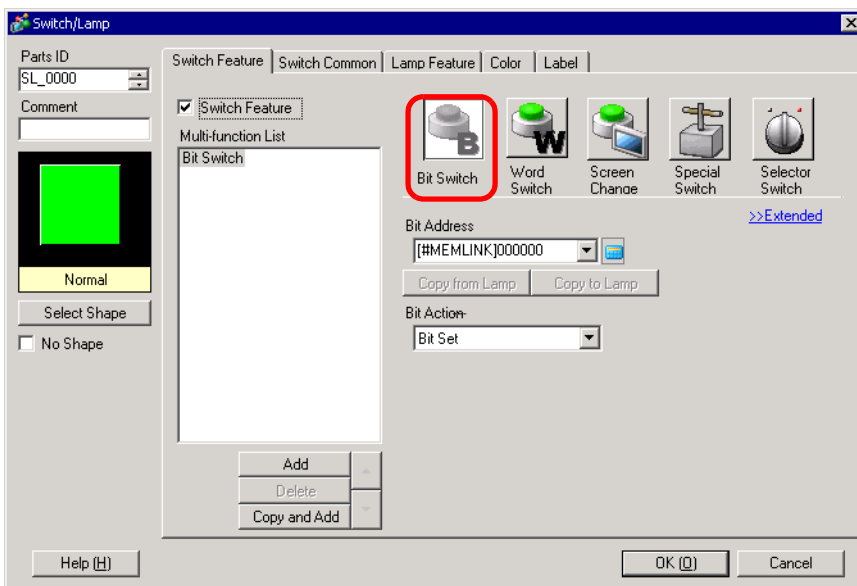 Switch/Lamp
Parts ID
SL_0000
Comment
Normal
Select Shape
No Shape
Switch Feature
Switch Common
Lamp Feature
Color
Label
Switch Feature
Multi-function List
Bit Switch
Add
Delete
Copy and Add
B
Bit Switch
W
Word
Switch
Screen
Change
Special
Switch
Selector
Switch
>>Extended
Bit Address
[#MEMLINK]000000
Copy from Lamp
Copy to Lamp
Bit Action
Bit Set
Help (H)
OK (O)
Cancel